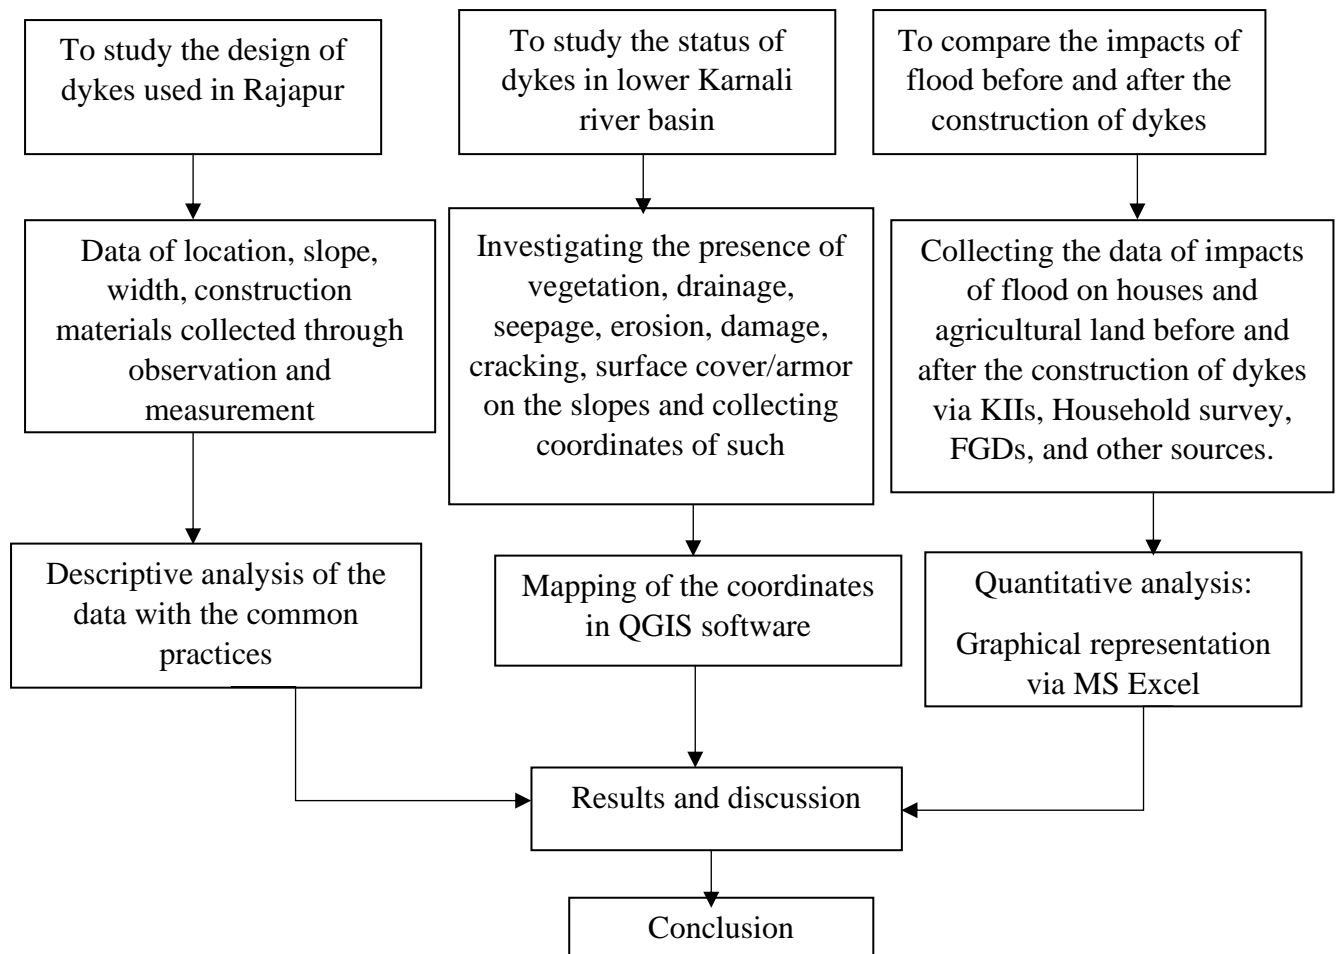 To study the design of
dykes used in Rajapur
To study the status of
dykes in lower Karnali
river basin
To compare the impacts of
flood before and after the
construction of dykes
Data of location, slope,
width, construction
materials collected through
observation and
measurement
Investigating the presence of
vegetation, drainage,
seepage, erosion, damage,
cracking, surface cover/armor
on the slopes and collecting
coordinates of such
Collecting the data of impacts
of flood on houses and
agricultural land before and
after the construction of dykes
via KIIs, Household survey,
FGDs, and other sources.
Descriptive analysis of the
data with the common
practices
Mapping of the coordinates
in QGIS software
Quantitative analysis:
Graphical representation
via MS Excel
Results and discussion
Conclusion